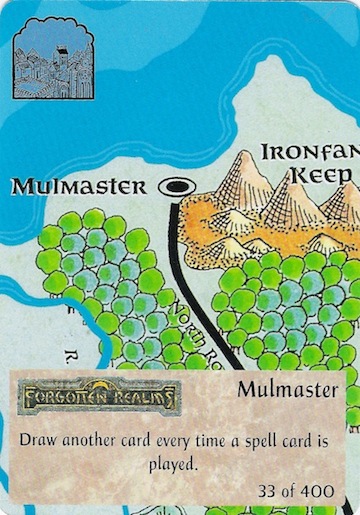 IRONFAN
KEEP
MULMASTER
North Ro
R.
FORGOTTEN REALMS
Mulmaster
Draw another card every time a spell card is
played.
33 of 400